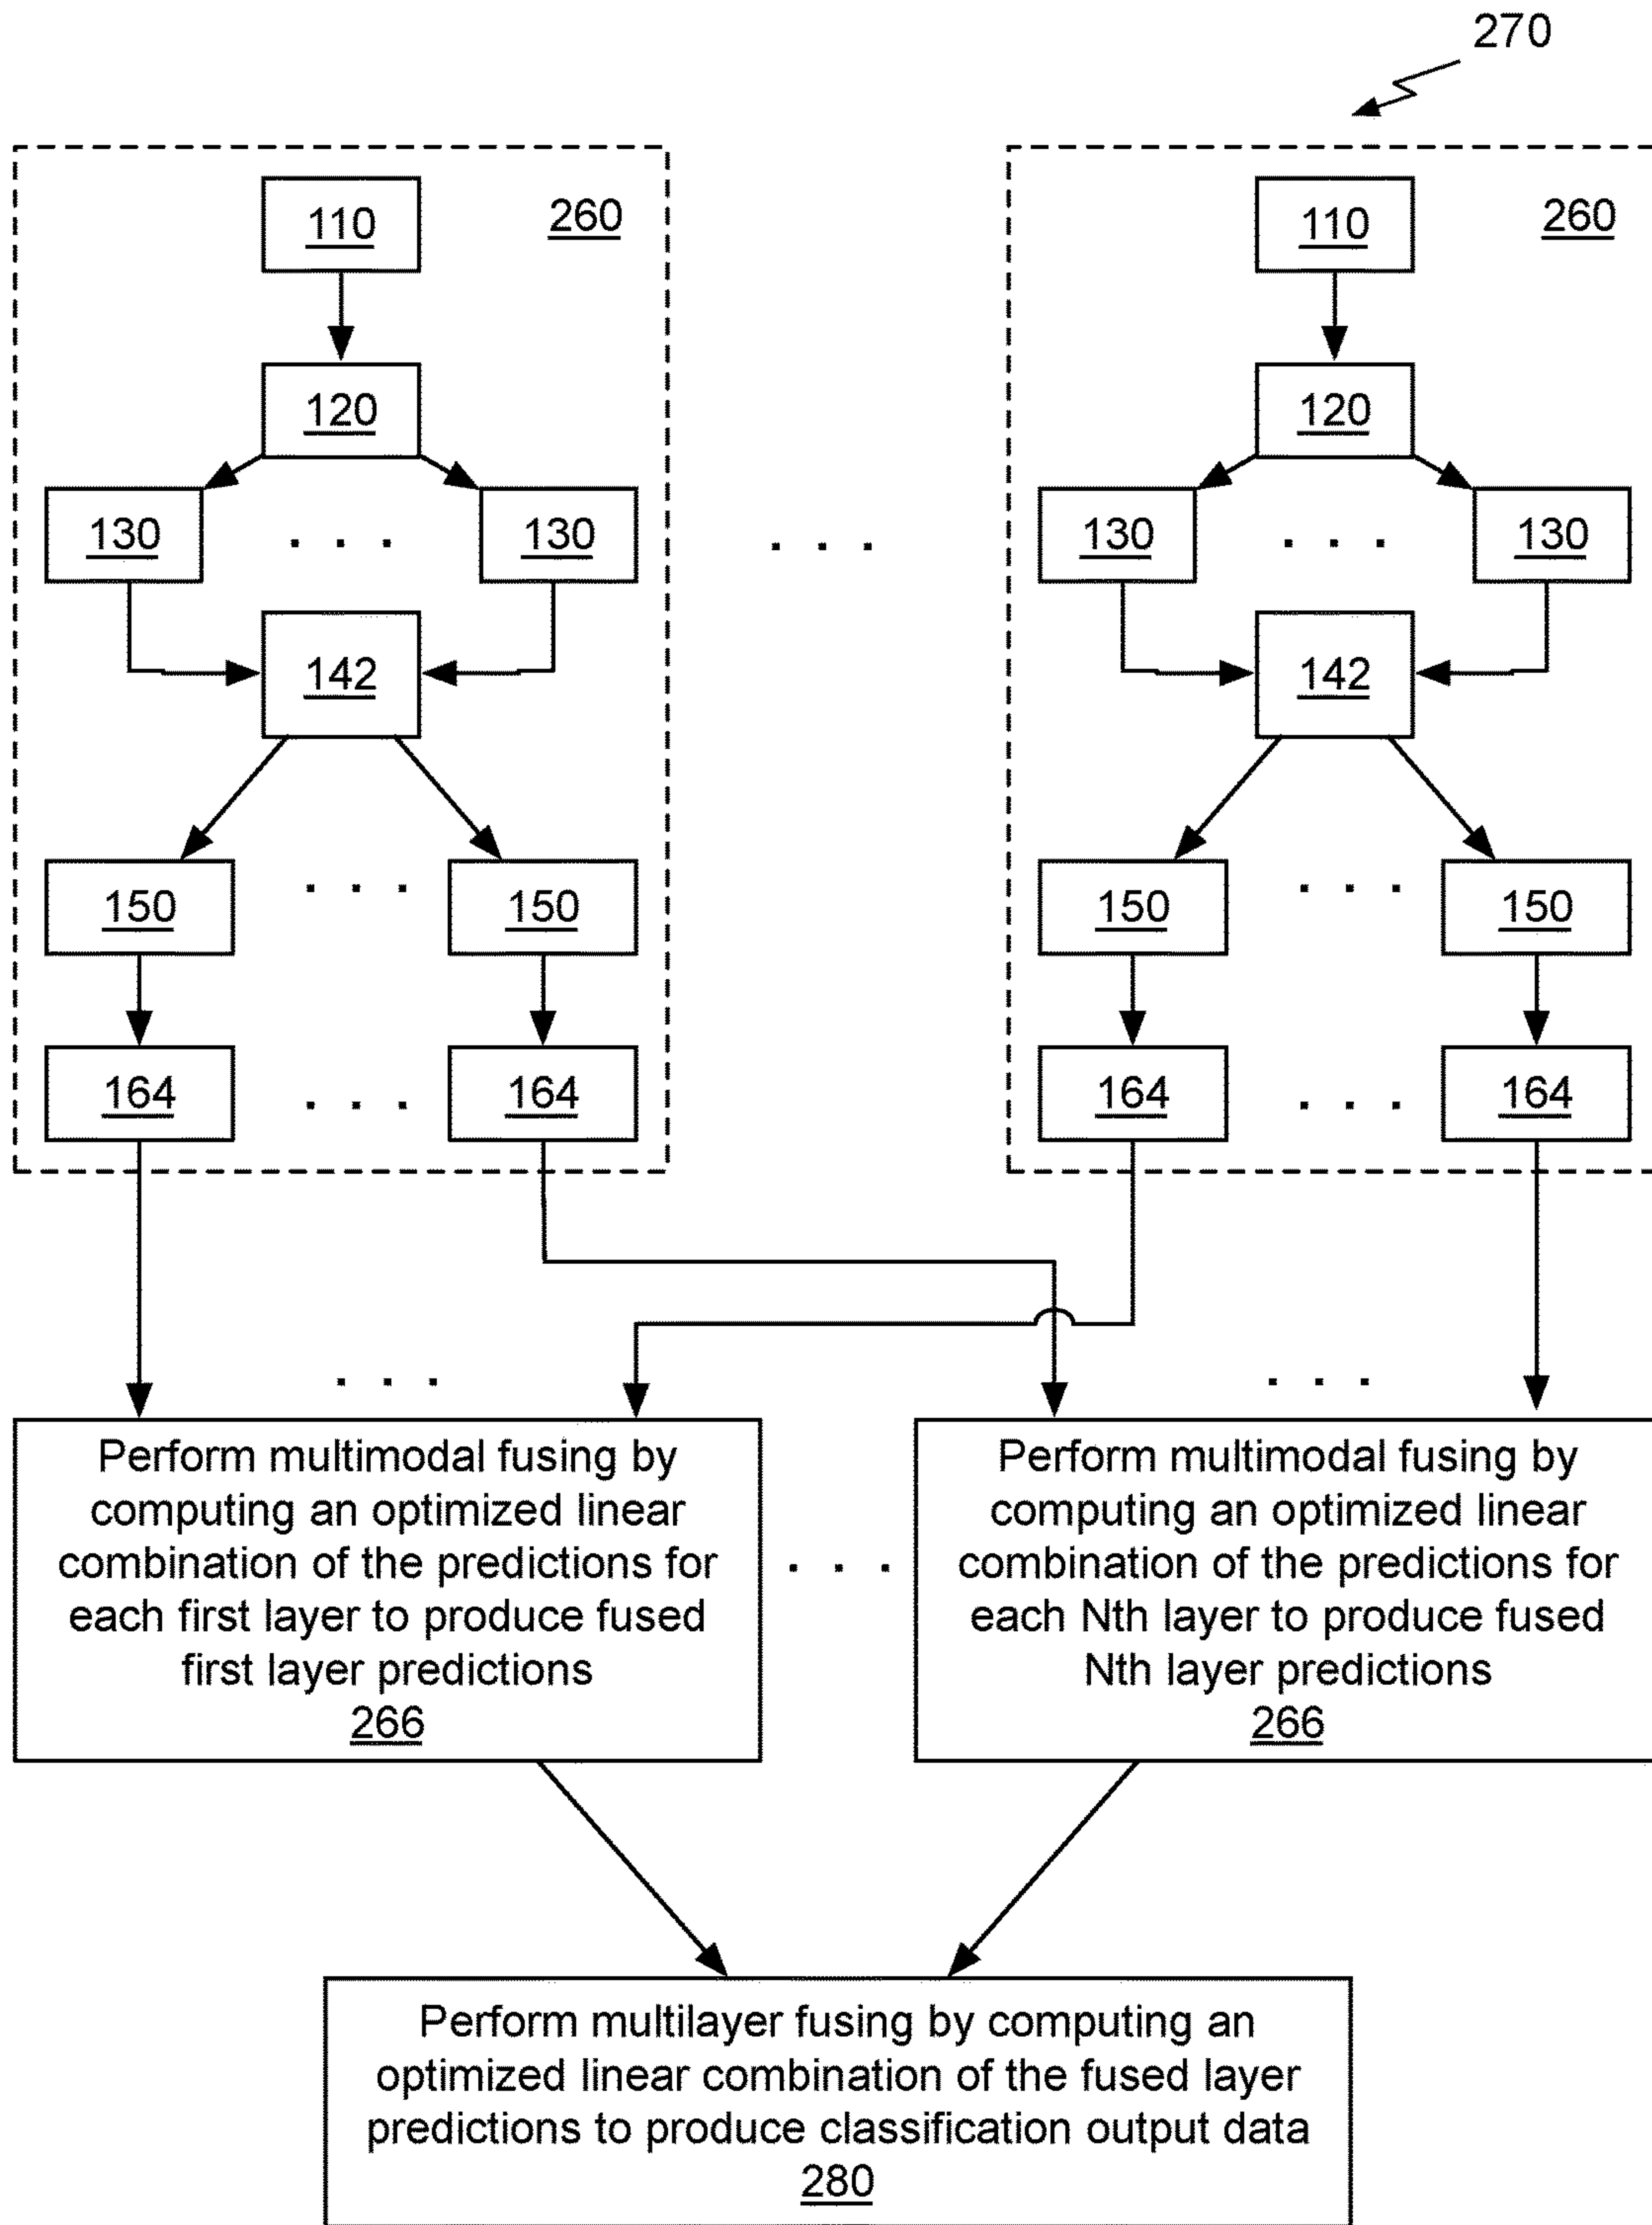 270
260
110
120
130
. . .
130
142
150
. . .
150
164
. . .
164
. . .
260
110
120
130
. . .
130
142
150
. . .
150
164
. . .
164
. . .
. . .
Perform multimodal fusing by
computing an optimized linear
combination of the predictions for
each first layer to produce fused
first layer predictions
266
. . .
Perform multimodal fusing by
computing an optimized linear
combination of the predictions for
each Nth layer to produce fused
Nth layer predictions
266
Perform multilayer fusing by computing an
optimized linear combination of the fused layer
predictions to produce classification output data
280